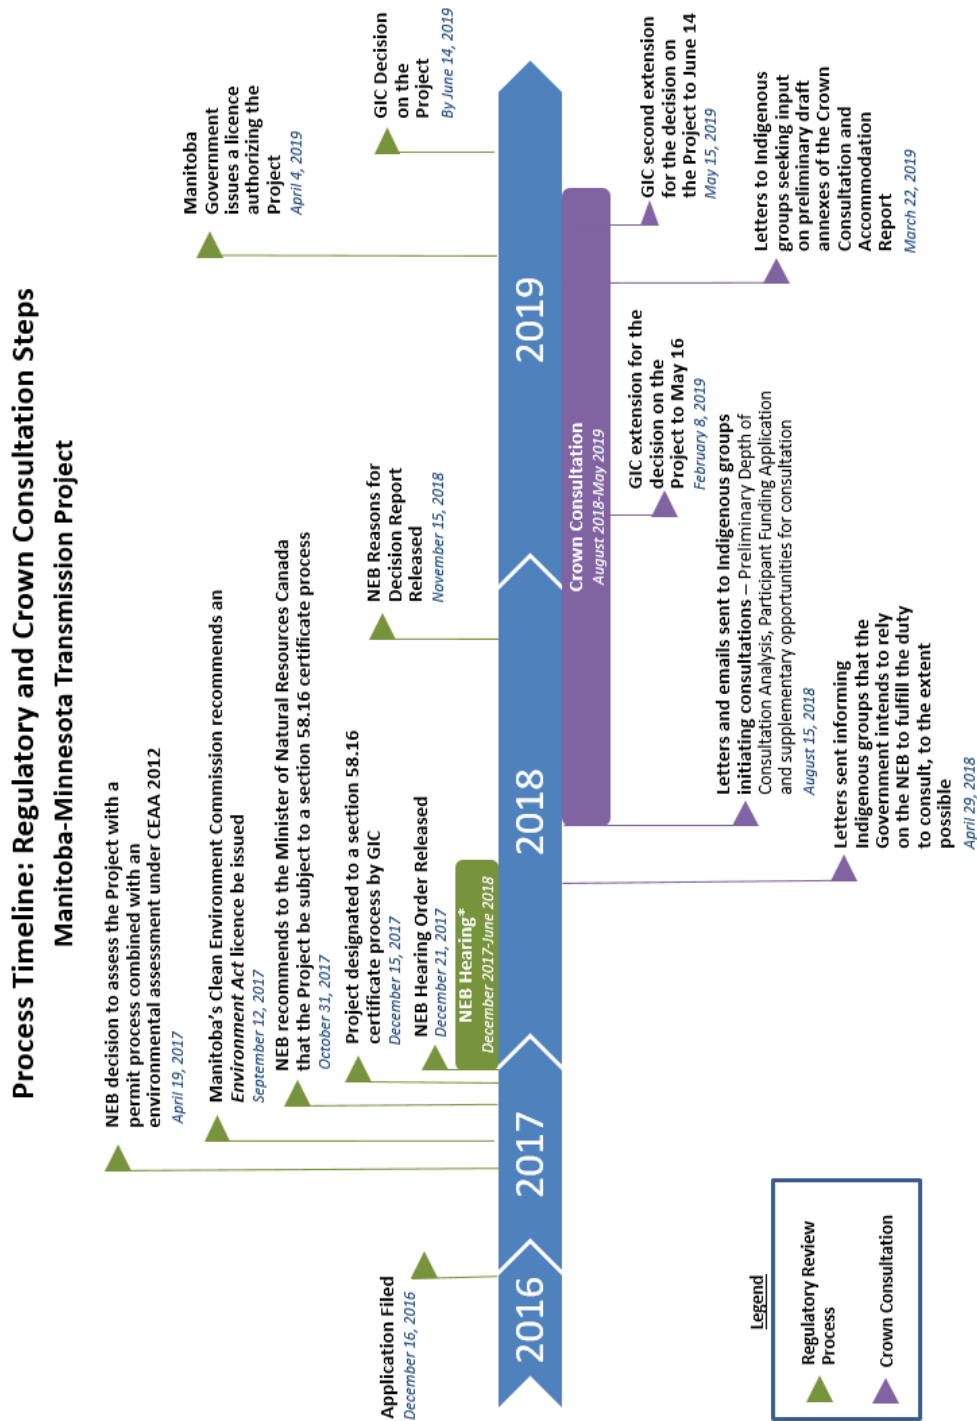 Process Timeline: Regulatory and Crown Consultation Steps
Manitoba-Minnesota Transmission Project
Application Filed
December 16, 2016
NEB decision to assess the Project with a
permit process combined with an
environmental assessment under CEAA 2012
April 19, 2017
Manitoba's Clean Environment Commission recommends an
Environment Act licence be issued
September 12, 2017
NEB recommends to the Minister of Natural Resources Canada
that the Project be subject to a section 58.16 certificate process
October 31, 2017
Project designated to a section 58.16
certificate process by GIC
December 15, 2017
NEB Hearing Order Released
December 21, 2017
NEB Hearing*
December 2017-June 2018
NEB Reasons for
Decision Report
Released
November 15, 2018
Manitoba
Government
issues a licence
authorizing the
Project
April 4, 2019
GIC Decision
on the
Project
By June 14, 2019
2016
2017
2018
2019
Crown Consultation
August 2018-May 2019
Letters sent informing
Indigenous groups that the
Government intends to rely
on the NEB to fulfill the duty
to consult, to the extent
possible
April 29, 2018
Letters and emails sent to Indigenous groups
initiating consultations – Preliminary Depth of
Consultation Analysis, Participant Funding Application
and supplementary opportunities for consultation
August 15, 2018
GIC extension for the
decision on the
Project to May 16
February 8, 2019
Letters to Indigenous
groups seeking input
on preliminary draft
annexes of the Crown
Consultation and
Accommodation
Report
March 22, 2019
GIC second extension
for the decision on
the Project to June 14
May 15, 2019
Legend
Regulatory Review
Process
Crown Consultation